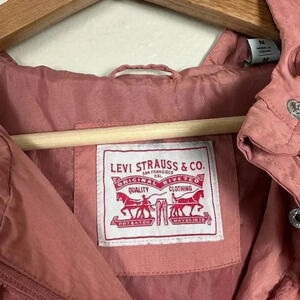 M
LEVI STRAUSS & CO.
SAN FRANCISCO
CAL.
ORIGINAL RIVETED
QUALITY CLOTHING